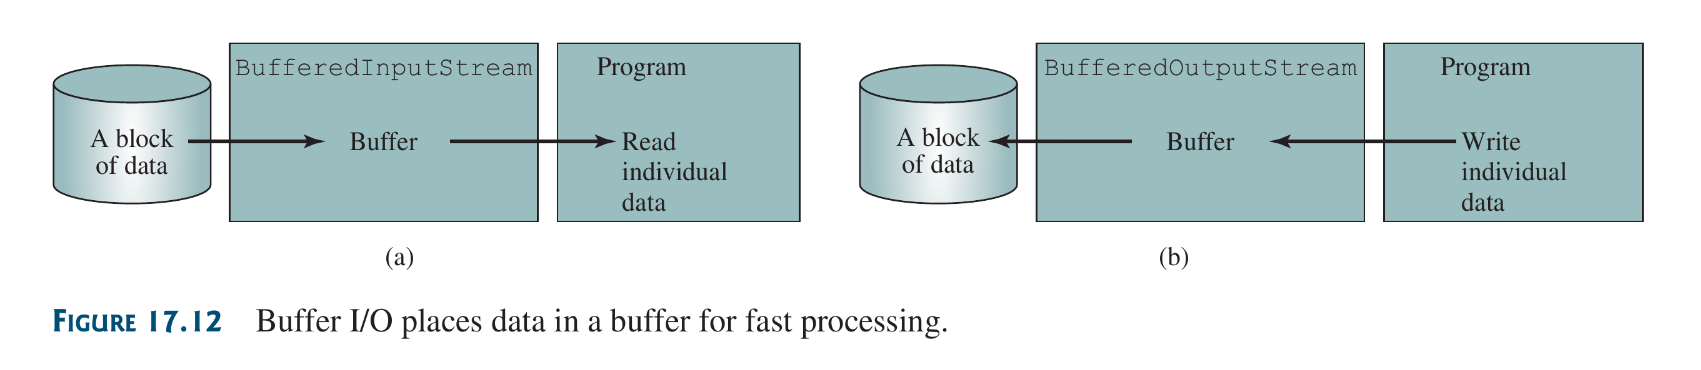 BufferedInputStream
Program
A block
of data
Buffer
Read
individual
data
(a)
BufferedOutputStream
Program
A block
of data
Buffer
Write
individual
data
(b)
FIGURE 17.12 Buffer I/O places data in a buffer for fast processing.